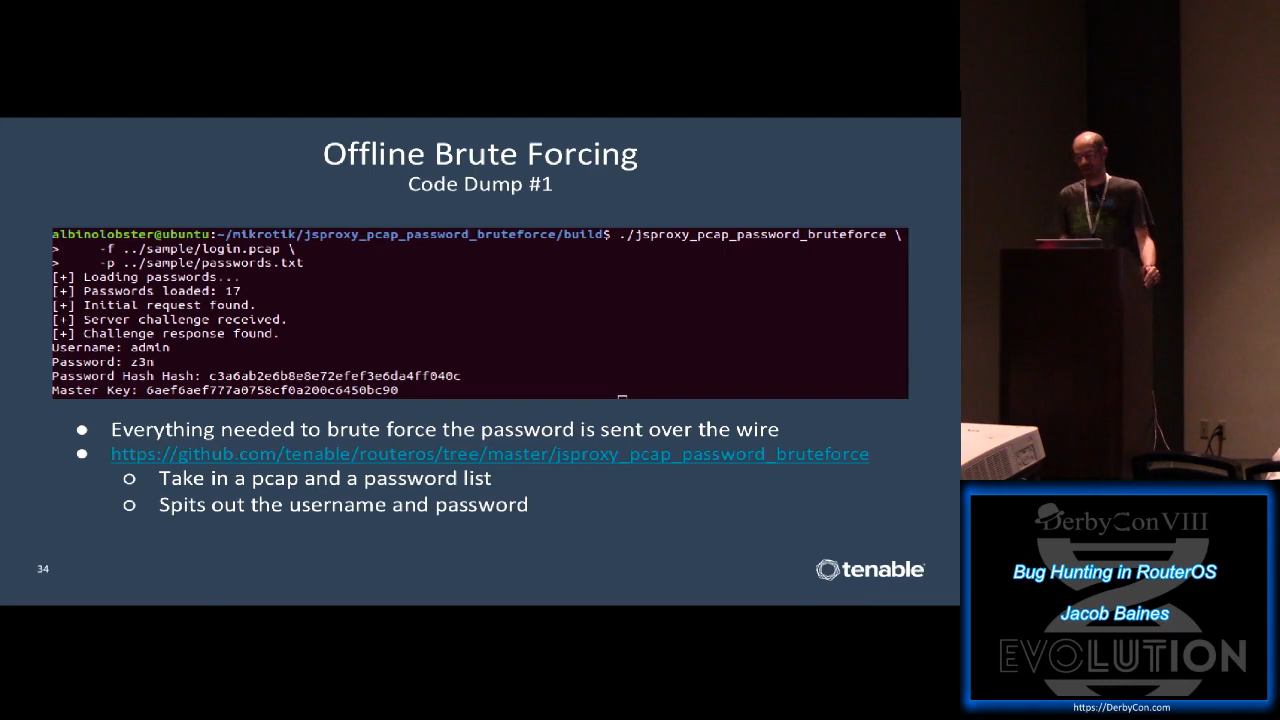 Offline Brute Forcing
Code Dump #1
albinolobster@ubuntu:~/mikrotik/jsproxy_pcap_password_bruteforce/build$ ./jsproxy_pcap_password_bruteforce \
> -f ../sample/login.pcap \
> -p ../sample/passwords.txt
[+] Loading passwords...
[+] Passwords loaded: 17
[+] Initial request found.
[+] Server challenge received.
[+] Challenge response found.
Username: admin
Password: z3n
Password Hash Hash: c3a6ab2e6b8e8e72efef3e6da4ff040c
Master Key: 6aef6aef777a0758cf0a200c6450bc90
● Everything needed to brute force the password is sent over the wire
● https://github.com/tenable/routeros/tree/master/jsproxy_pcap_password_bruteforce
○ Take in a pcap and a password list
○ Spits out the username and password
34
tenable
DerbyCon VIII
Bug Hunting in RouterOS
Jacob Baines
EVOLUTION
https://DerbyCon.com